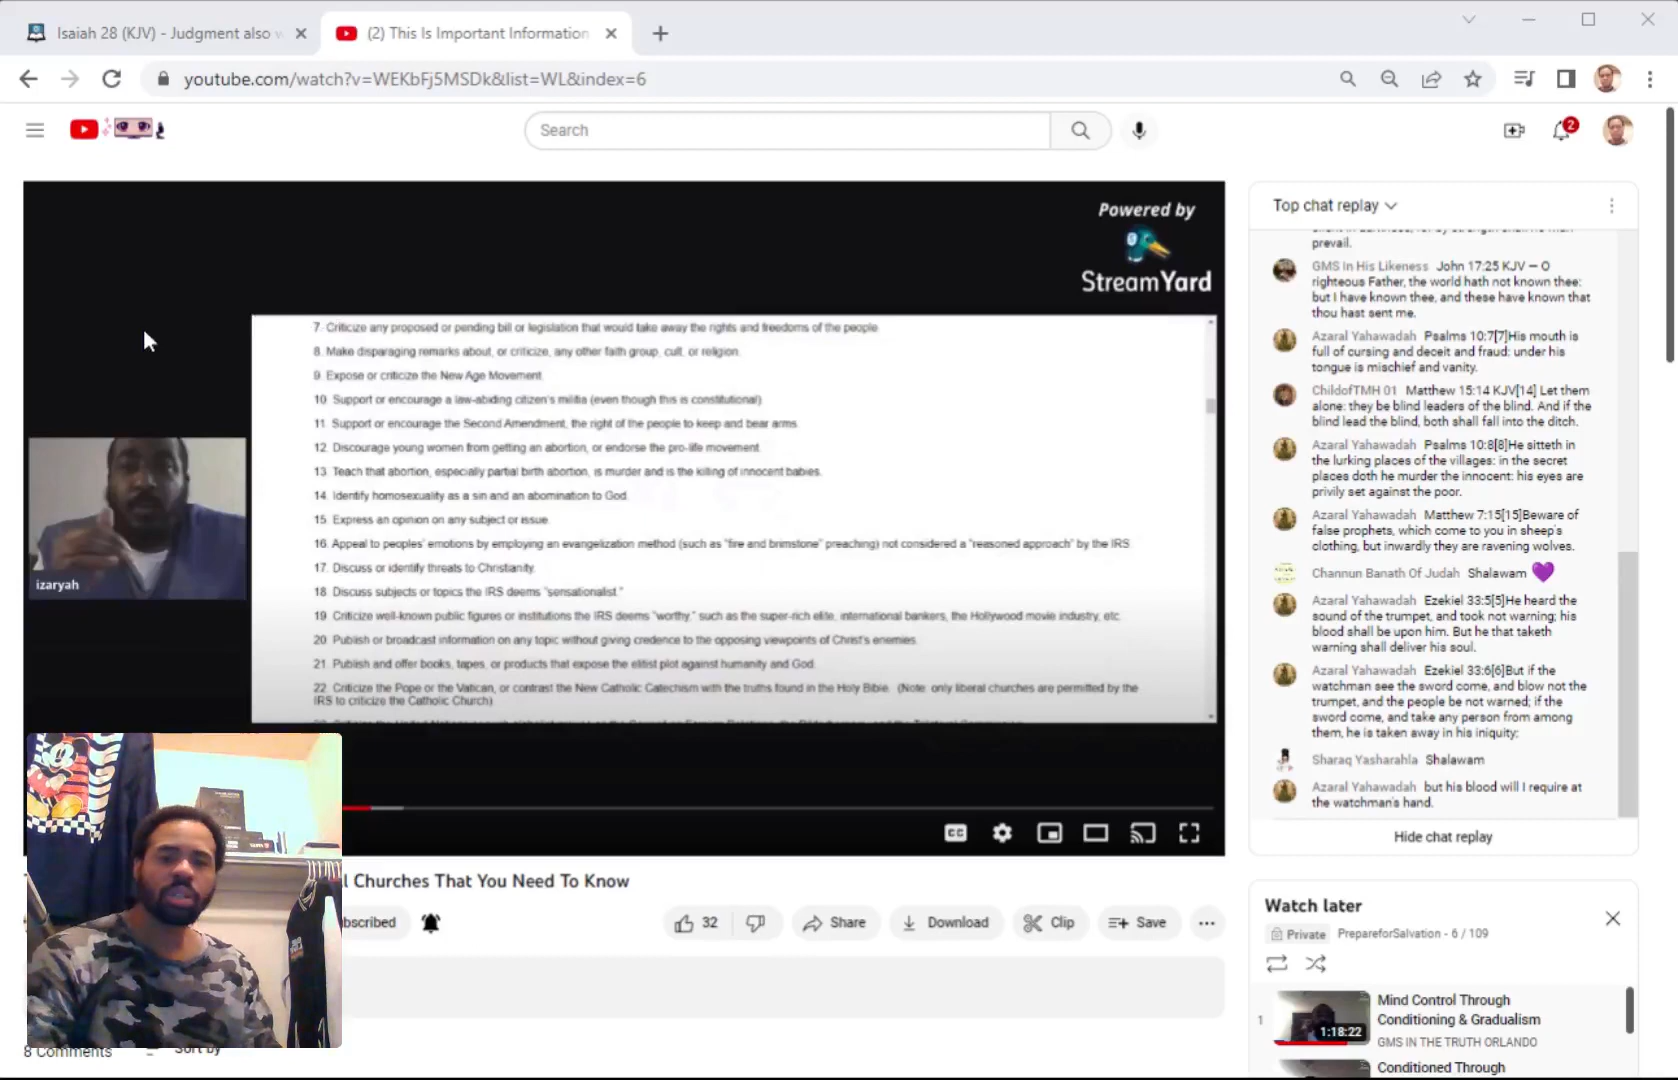 Isaiah 28 (KJV) - Judgment also w
(2) This Is Important Information
youtube.com/watch?v=WEKbFj5MSDk&list=WL&index=6
Search
2
Powered by
StreamYard
7. Criticize any proposed or pending bill or legislation that would take away the rights and freedoms of the people
8. Make disparaging remarks about, or criticize, any other faith group, cult, or religion.
9. Expose or criticize the New Age Movement.
10. Support or encourage a law-abiding citizen's militia (even though this is constitutional)
11. Support or encourage the Second Amendment, the right of the people to keep and bear arms.
12. Discourage young women from getting an abortion, or endorse the pro-life movement.
13. Teach that abortion, especially partial birth abortion, is murder and is the killing of innocent babies.
14. Identify homosexuality as a sin and an abomination to God.
15. Express an opinion on any subject or issue.
16. Appeal to peoples' emotions by employing an evangelization method (such as "fire and brimstone" preaching) not considered a "reasoned approach" by the IRS
17. Discuss or identify threats to Christianity.
18. Discuss subjects or topics the IRS deems "sensationalist."
19. Criticize well-known public figures or institutions the IRS deems "worthy," such as the super-rich elite, international bankers, the Hollywood movie industry, etc.
20. Publish or broadcast information on any topic without giving credence to the opposing viewpoints of Christ's enemies.
21. Publish and offer books, tapes, or products that expose the elitist plot against humanity and God.
22. Criticize the Pope or the Vatican, or contrast the New Catholic Catechism with the truths found in the Holy Bible. (Note: only liberal churches are permitted by the
IRS to criticize the Catholic Church)
izaryah
CC
l Churches That You Need To Know
bscribed
32
Share
Download
Clip
Save
8 Comments
Sort by
Top chat replay
prevail.
GMS In His Likeness John 17:25 KJV — O
righteous Father, the world hath not known thee:
but I have known thee, and these have known that
thou hast sent me.
Azaral Yahawadah Psalms 10:7[7]His mouth is
full of cursing and deceit and fraud: under his
tongue is mischief and vanity.
ChildofTMH 01 Matthew 15:14 KJV[14] Let them
alone: they be blind leaders of the blind. And if the
blind lead the blind, both shall fall into the ditch.
Azaral Yahawadah Psalms 10:8[8]He sitteth in
the lurking places of the villages: in the secret
places doth he murder the innocent: his eyes are
privily set against the poor.
Azaral Yahawadah Matthew 7:15[15]Beware of
false prophets, which come to you in sheep's
clothing, but inwardly they are ravening wolves.
Channun Banath Of Judah Shalawam 💜
Azaral Yahawadah Ezekiel 33:5[5]He heard the
sound of the trumpet, and took not warning; his
blood shall be upon him. But he that taketh
warning shall deliver his soul.
Azaral Yahawadah Ezekiel 33:6[6]But if the
watchman see the sword come, and blow not the
trumpet, and the people be not warned; if the
sword come, and take any person from among
them, he is taken away in his iniquity;
Sharaq Yasharahla Shalawam
Azaral Yahawadah but his blood will I require at
the watchman's hand.
Hide chat replay
Watch later
Private PrepareforSalvation - 6 / 109
1
1:18:22
Mind Control Through
Conditioning & Gradualism
GMS IN THE TRUTH ORLANDO
Conditioned Through